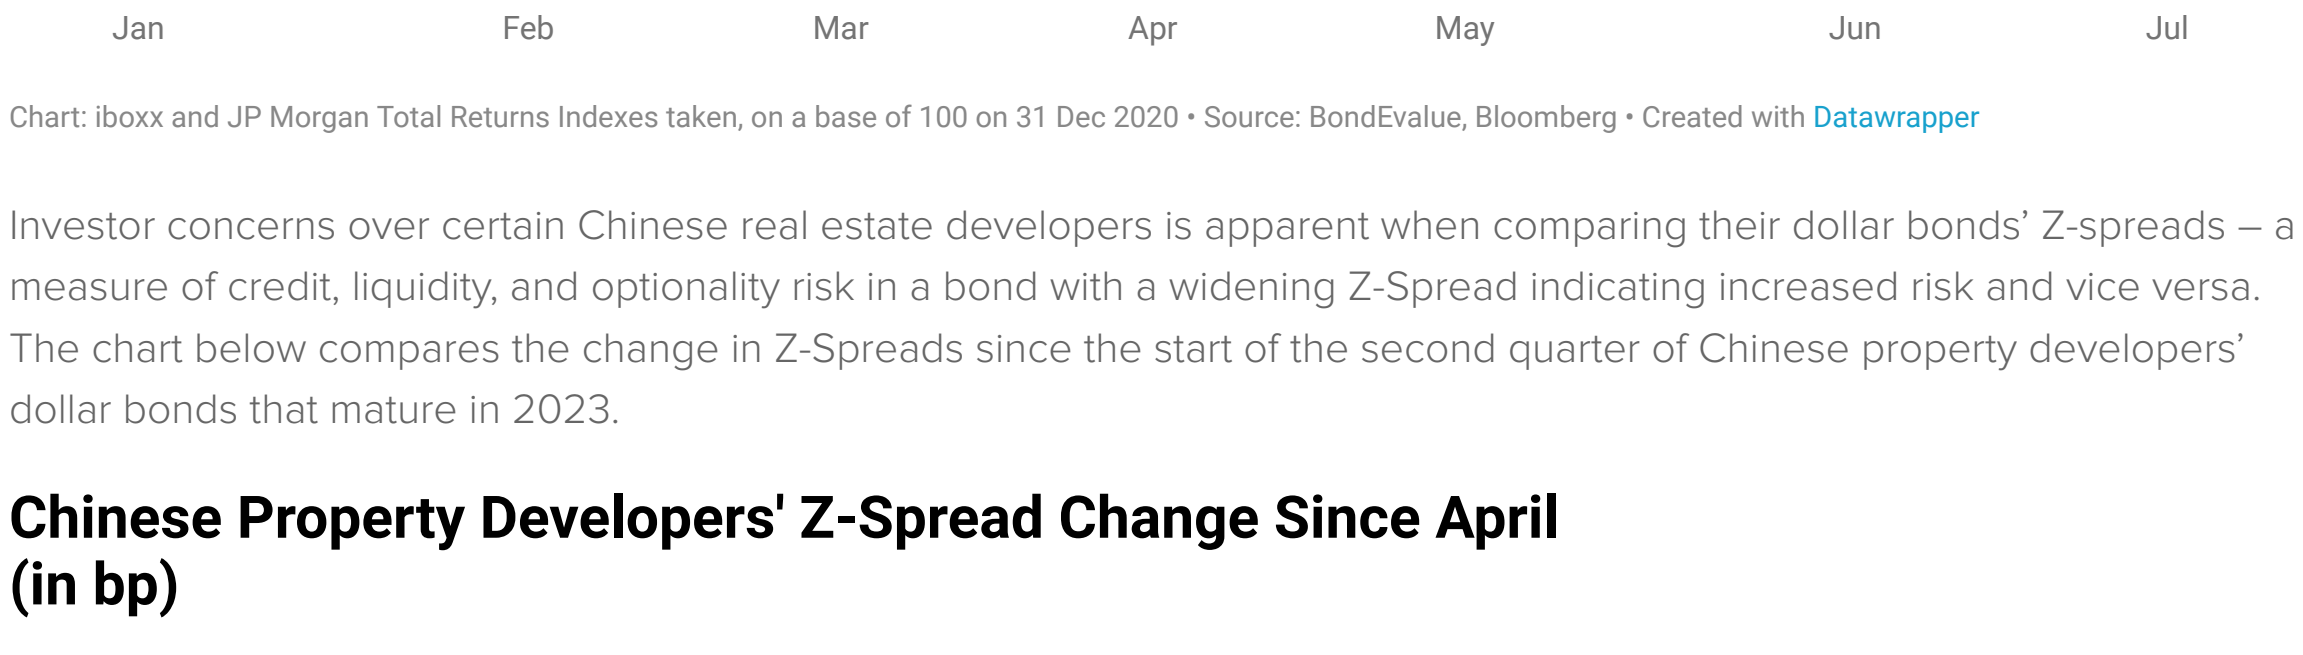 Jan Feb Mar Apr May Jun Jul
Chart: iboxx and JP Morgan Total Returns Indexes taken, on a base of 100 on 31 Dec 2020 • Source: BondEvalue, Bloomberg • Created with Datawrapper
Investor concerns over certain Chinese real estate developers is apparent when comparing their dollar bonds’ Z-spreads – a
measure of credit, liquidity, and optionality risk in a bond with a widening Z-Spread indicating increased risk and vice versa.
The chart below compares the change in Z-Spreads since the start of the second quarter of Chinese property developers’
dollar bonds that mature in 2023.
Chinese Property Developers' Z-Spread Change Since April
(in bp)